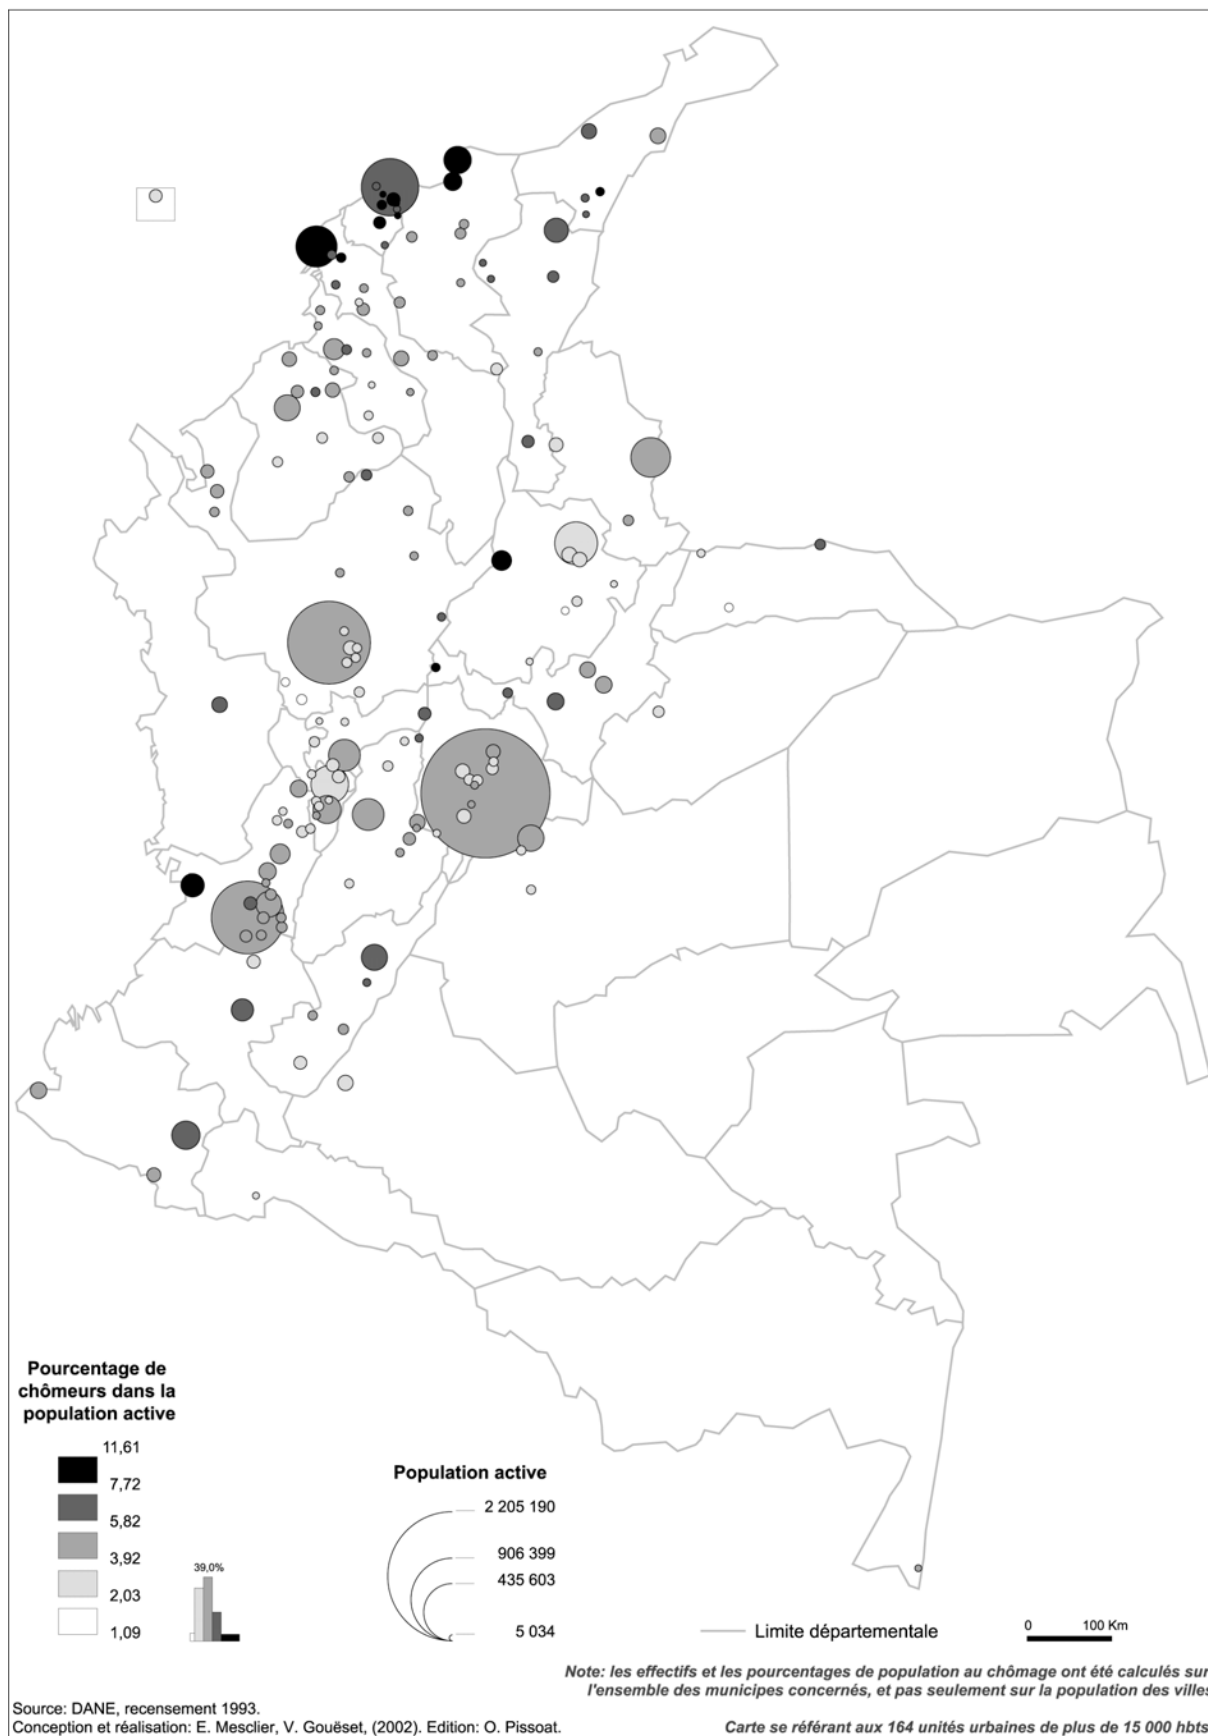 Pourcentage de
chômeurs dans la
population active
11,61
7,72
5,82
3,92
2,03
1,09
39,0%
Population active
2 205 190
906 399
435 603
5 034
Limite départementale
0 100 Km
Note: les effectifs et les pourcentages de population au chômage ont été calculés sur
l'ensemble des municipes concernés, et pas seulement sur la population des villes
Source: DANE, recensement 1993.
Conception et réalisation: E. Mesclier, V. Gouëset, (2002). Edition: O. Pissoat.
Carte se référant aux 164 unités urbaines de plus de 15 000 hbts